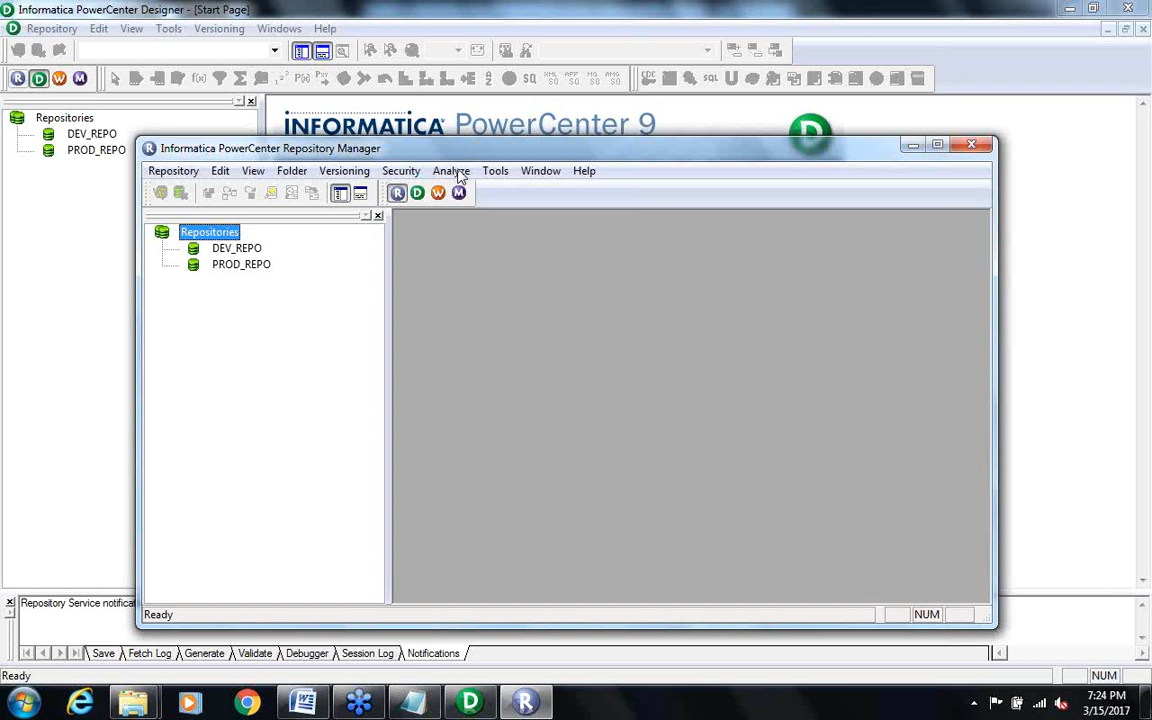 Informatica PowerCenter Designer - [Start Page]
Repository Edit View Tools Versioning Windows Help
Repositories
DEV_REPO
PROD_REPO
INFORMATICA PowerCenter 9
Informatica PowerCenter Repository Manager
Repository Edit View Folder Versioning Security Analyze Tools Window Help
Repositories
DEV_REPO
PROD_REPO
Ready NUM
Repository Service notificat
Save Fetch Log Generate Validate Debugger Session Log Notifications
Ready NUM
7:24 PM
3/15/2017